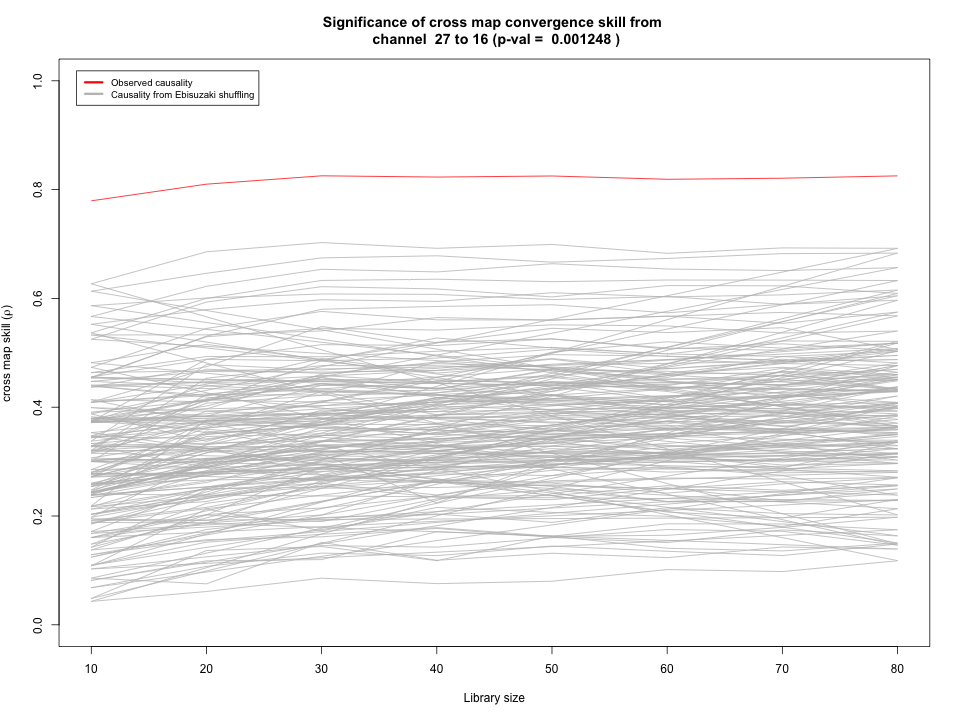 Significance of cross map convergence skill from
channel  27 to 16 (p-val =  0.001248 )
Observed causality
Causality from Ebisuzaki shuffling
cross map skill (ρ)
1.0
0.8
0.6
0.4
0.2
0.0
10 20 30 40 50 60 70 80
Library size